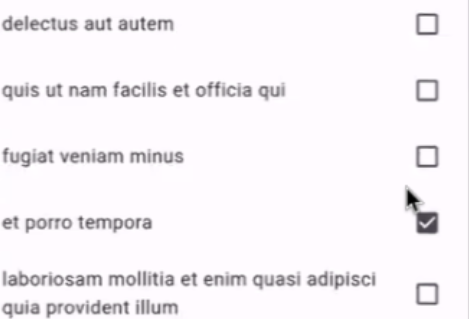 delectus aut autem
quis ut nam facilis et officia qui
fugiat veniam minus
et porro tempora
laboriosam mollitia et enim quasi adipisci
quia provident illum